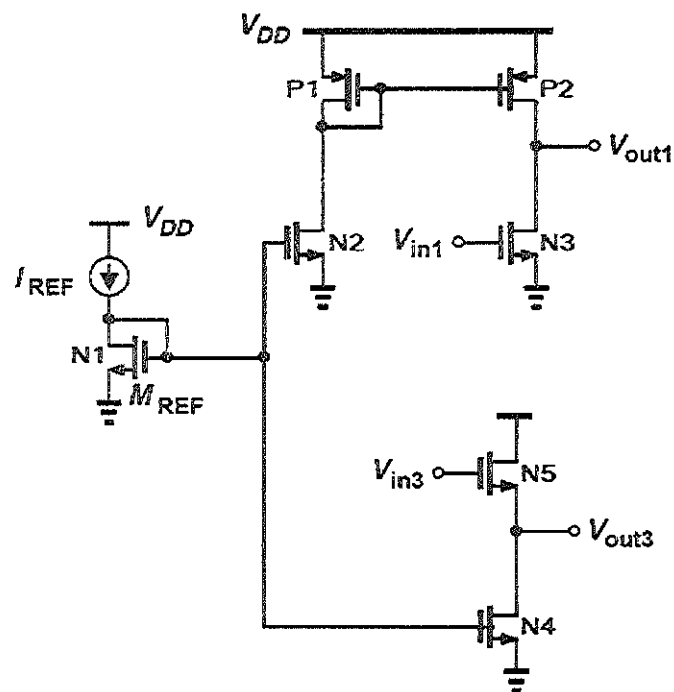 V_DD
P1
P2
V_out1
V_DD
N2
V_in1
N3
I_REF
N1
M_REF
V_in3
N5
V_out3
N4